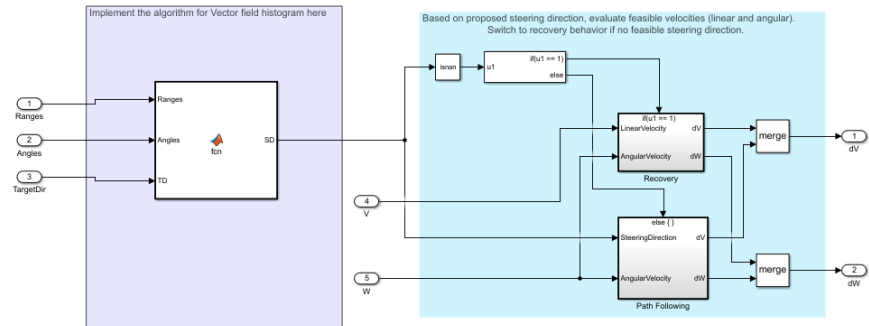 Implement the algorithm for Vector field histogram here
Based on proposed steering direction, evaluate feasible velocities (linear and angular).
Switch to recovery behavior if no feasible steering direction.
1
Ranges
2
Angles
3
TargetDir
Ranges
Angles
TD
fcn
SD
isnan
u1
if(u1 == 1)
else
4
V
5
W
if(u1 == 1)
LinearVelocity
dV
AngularVelocity
dW
Recovery
else { }
SteeringDirection
dV
AngularVelocity
dW
Path Following
merge
merge
1
dV
2
dW